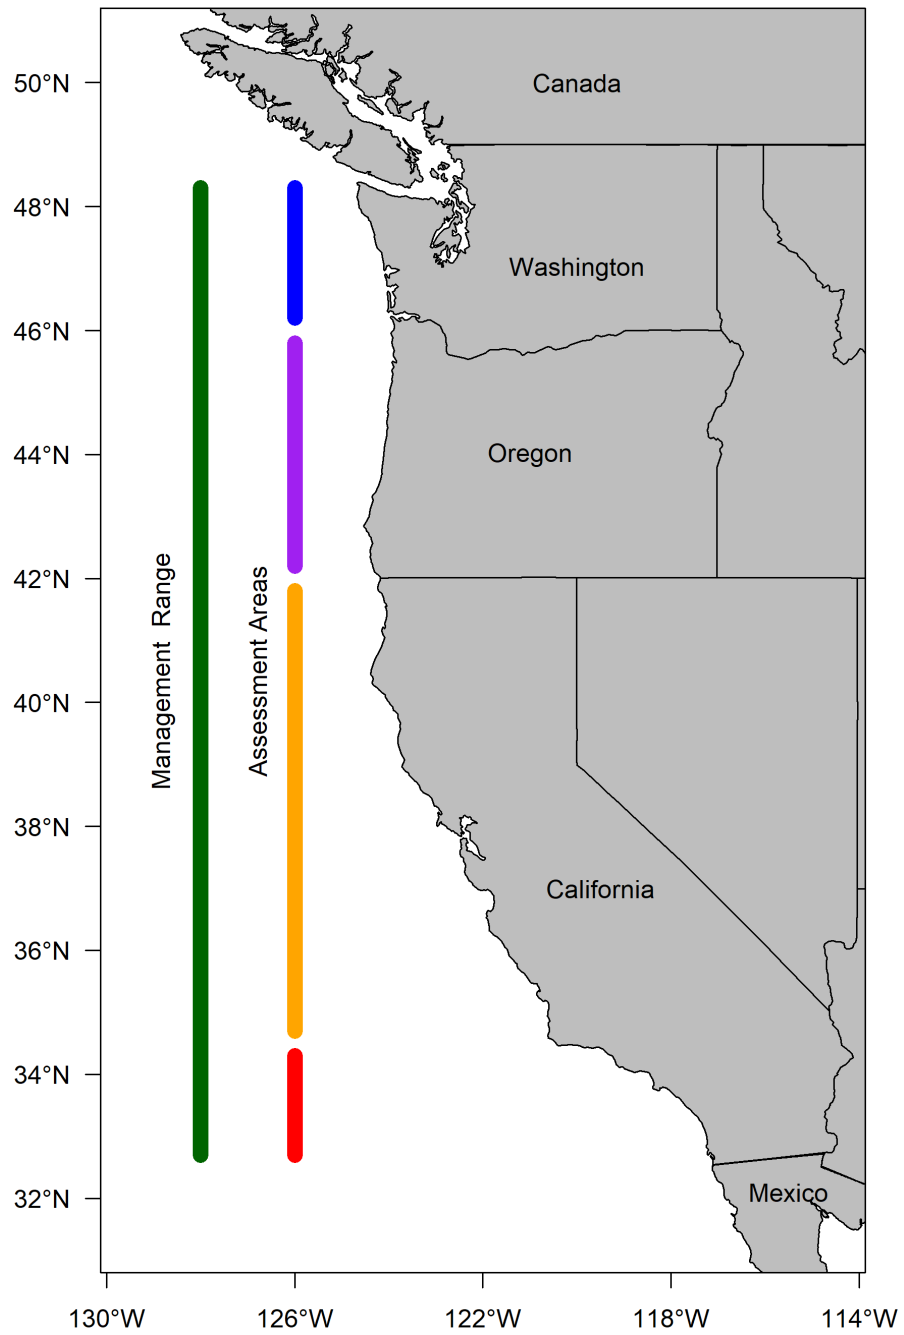 50°N
48°N
46°N
44°N
42°N
40°N
38°N
36°N
34°N
32°N
Canada
Washington
Oregon
California
Mexico
Management  Range
Assessment Areas
130°W
126°W
122°W
118°W
114°W